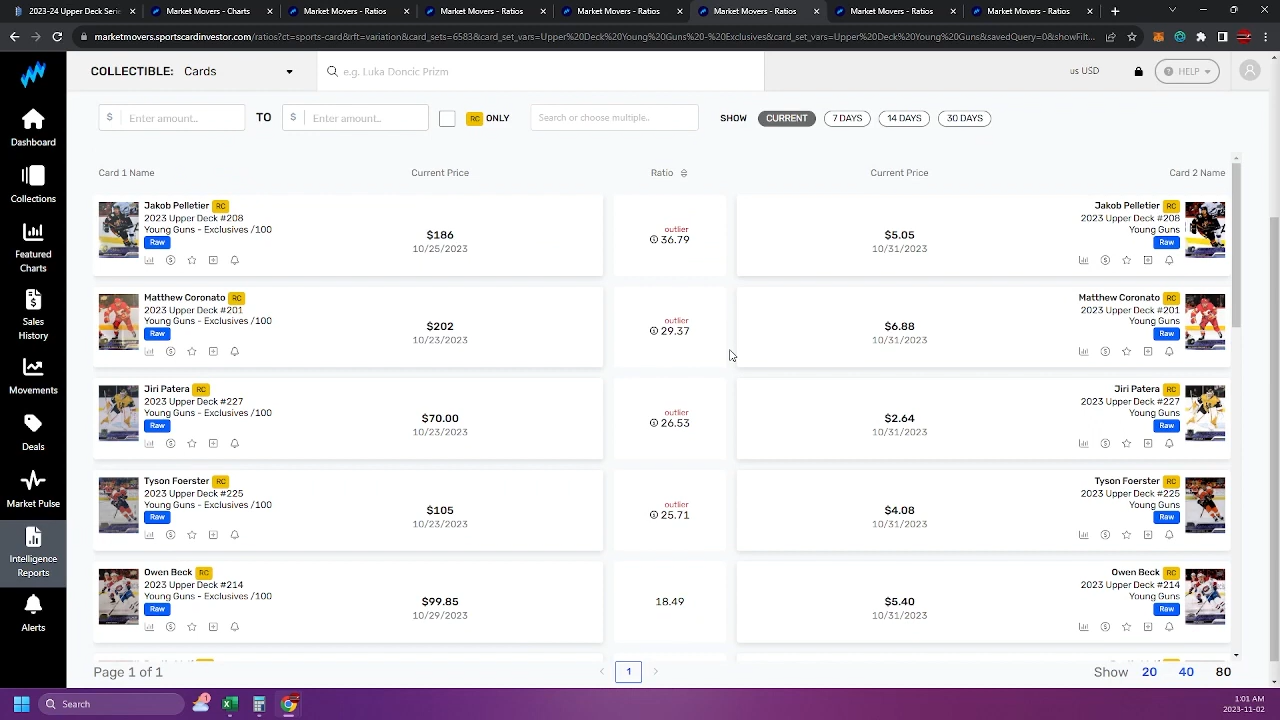 2023-24 Upper Deck Series
Market Movers - Charts
Market Movers - Ratios
Market Movers - Ratios
Market Movers - Ratios
Market Movers - Ratios
Market Movers - Ratios
Market Movers - Ratios
marketmovers.sportscardinvestor.com/ratios?ct=sports-card&rft=variation&card_sets=6583&card_set_vars=Upper%20Deck%20Young%20Guns%20-%20Exclusives&card_set_vars=Upper%20Deck%20Young%20Guns&savedQuery=0&showFilt...
COLLECTIBLE: Cards
e.g. Luka Doncic Prizm
us USD
HELP
$ Enter amount..
TO
$ Enter amount..
RC ONLY
Search or choose multiple..
SHOW CURRENT 7 DAYS 14 DAYS 30 DAYS
Dashboard
Collections
Featured
Charts
Sales
History
Movements
Deals
Market Pulse
Intelligence
Reports
Alerts
Card 1 Name Current Price Ratio Current Price Card 2 Name
Jakob Pelletier RC
2023 Upper Deck #208
Young Guns - Exclusives /100
Raw
$186
10/25/2023
outlier
36.79
$5.05
10/31/2023
Jakob Pelletier RC
2023 Upper Deck #208
Young Guns
Raw
Matthew Coronato RC
2023 Upper Deck #201
Young Guns - Exclusives /100
Raw
$202
10/23/2023
outlier
29.37
$6.88
10/31/2023
Matthew Coronato RC
2023 Upper Deck #201
Young Guns
Raw
Jiri Patera RC
2023 Upper Deck #227
Young Guns - Exclusives /100
Raw
$70.00
10/23/2023
outlier
26.53
$2.64
10/31/2023
Jiri Patera RC
2023 Upper Deck #227
Young Guns
Raw
Tyson Foerster RC
2023 Upper Deck #225
Young Guns - Exclusives /100
Raw
$105
10/23/2023
outlier
25.71
$4.08
10/31/2023
Tyson Foerster RC
2023 Upper Deck #225
Young Guns
Raw
Owen Beck RC
2023 Upper Deck #214
Young Guns - Exclusives /100
Raw
$99.85
10/29/2023
18.49
$5.40
10/31/2023
Owen Beck RC
2023 Upper Deck #214
Young Guns
Raw
Page 1 of 1
1
Show 20 40 80
Search
1:01 AM
2023-11-02